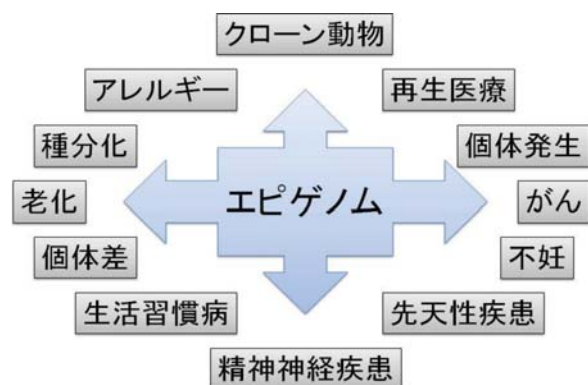 クローン動物
アレルギー
再生医療
種分化
個体発生
老化
エピゲノム
がん
個体差
不妊
生活習慣病
先天性疾患
精神神経疾患